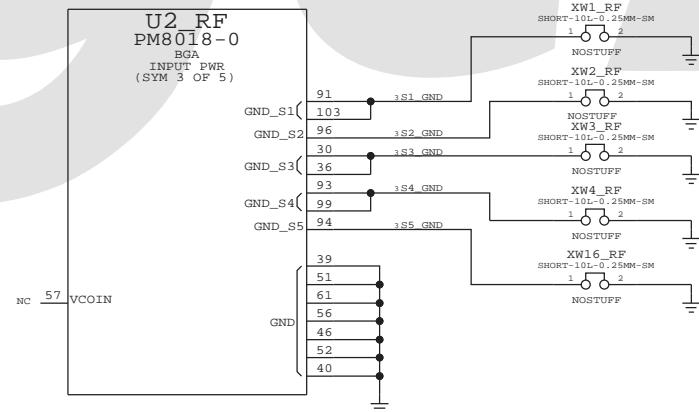 U2_RF
PM8018-0
BGA
INPUT PWR
(SYM 3 OF 5)
GND_S1
91
103
3 S1_GND
GND_S2
96
3 S2_GND
GND_S3
30
36
3 S3_GND
GND_S4
93
99
3 S4_GND
GND_S5
94
3 S5_GND
GND
39
51
61
56
46
52
40
NC 57 VCOIN
XW1_RF
SHORT-10L-0.25MM-SM
1 2
NOSTUFF
XW2_RF
SHORT-10L-0.25MM-SM
1 2
NOSTUFF
XW3_RF
SHORT-10L-0.25MM-SM
1 2
NOSTUFF
XW4_RF
SHORT-10L-0.25MM-SM
1 2
NOSTUFF
XW16_RF
SHORT-10L-0.25MM-SM
1 2
NOSTUFF